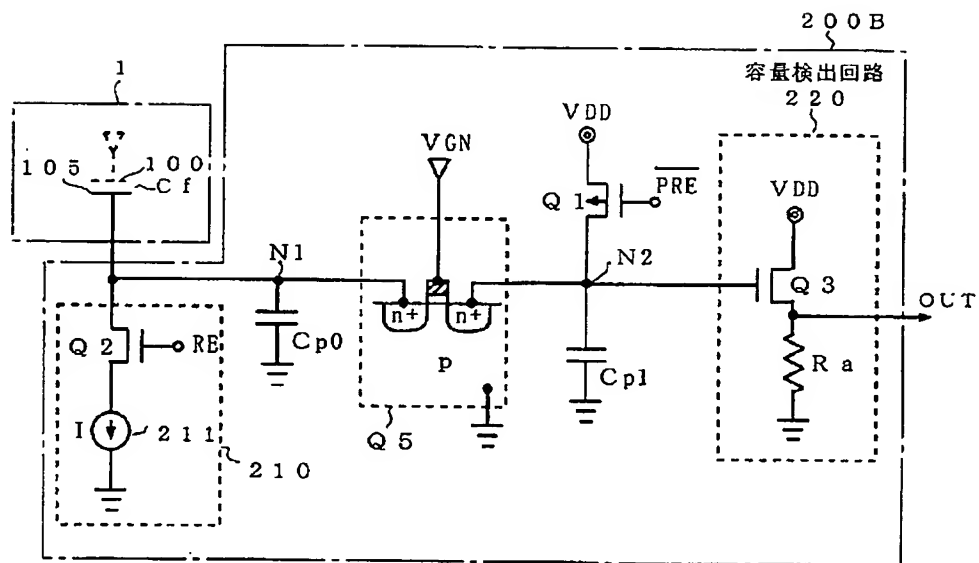 200B
1
容量検出回路
220
VDD
VGN
105
100
Cf
PRE
Q1
VDD
N1
N2
Q3
OUT
n+
n+
Q2
RE
Cp0
p
Cp1
Ra
I
211
Q5
210